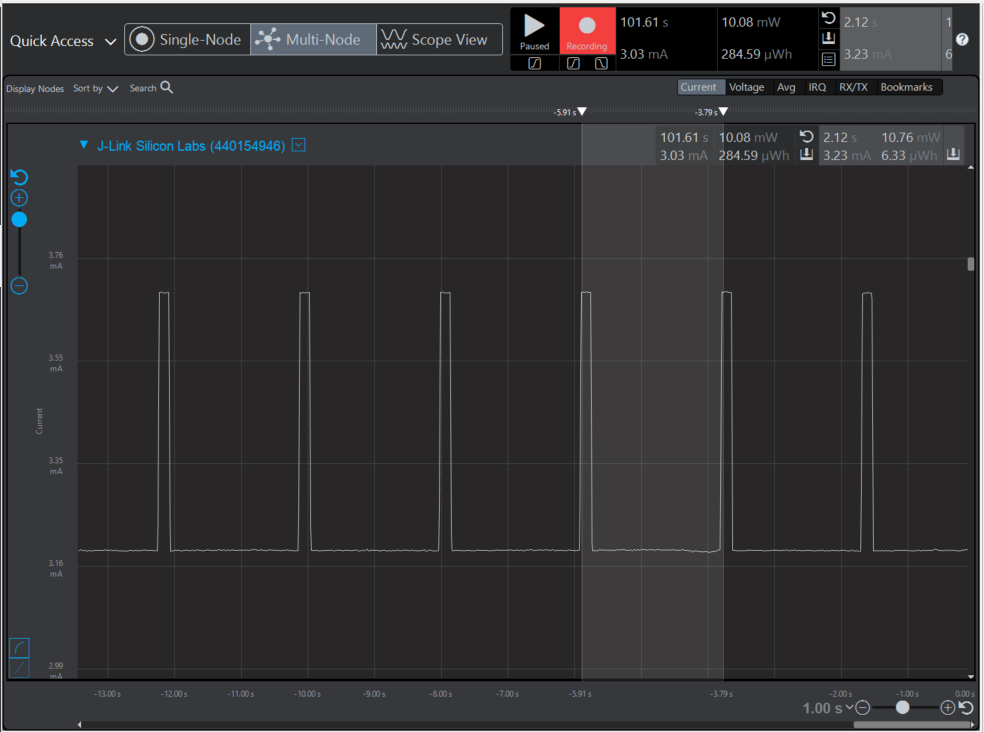 Quick Access Single-Node Multi-Node Scope View
Paused Recording
101.61 s 10.08 mW 2.12 s 1
3.03 mA 284.59 µWh 3.23 mA 6
Display Nodes Sort by Search Current Voltage Avg IRQ RX/TX Bookmarks
-5.91 s -3.79 s
J-Link Silicon Labs (440154946)
101.61 s 10.08 mW 2.12 s 10.76 mW
3.03 mA 284.59 µWh 3.23 mA 6.33 µWh
3.76
mA
3.55
mA
Current
3.35
mA
3.16
mA
2.99
mA
-13.00 s -12.00 s -11.00 s -10.00 s -9.00 s -8.00 s -7.00 s -5.91 s -3.79 s -2.00 s -1.00 s 0.00 s
1.00 s